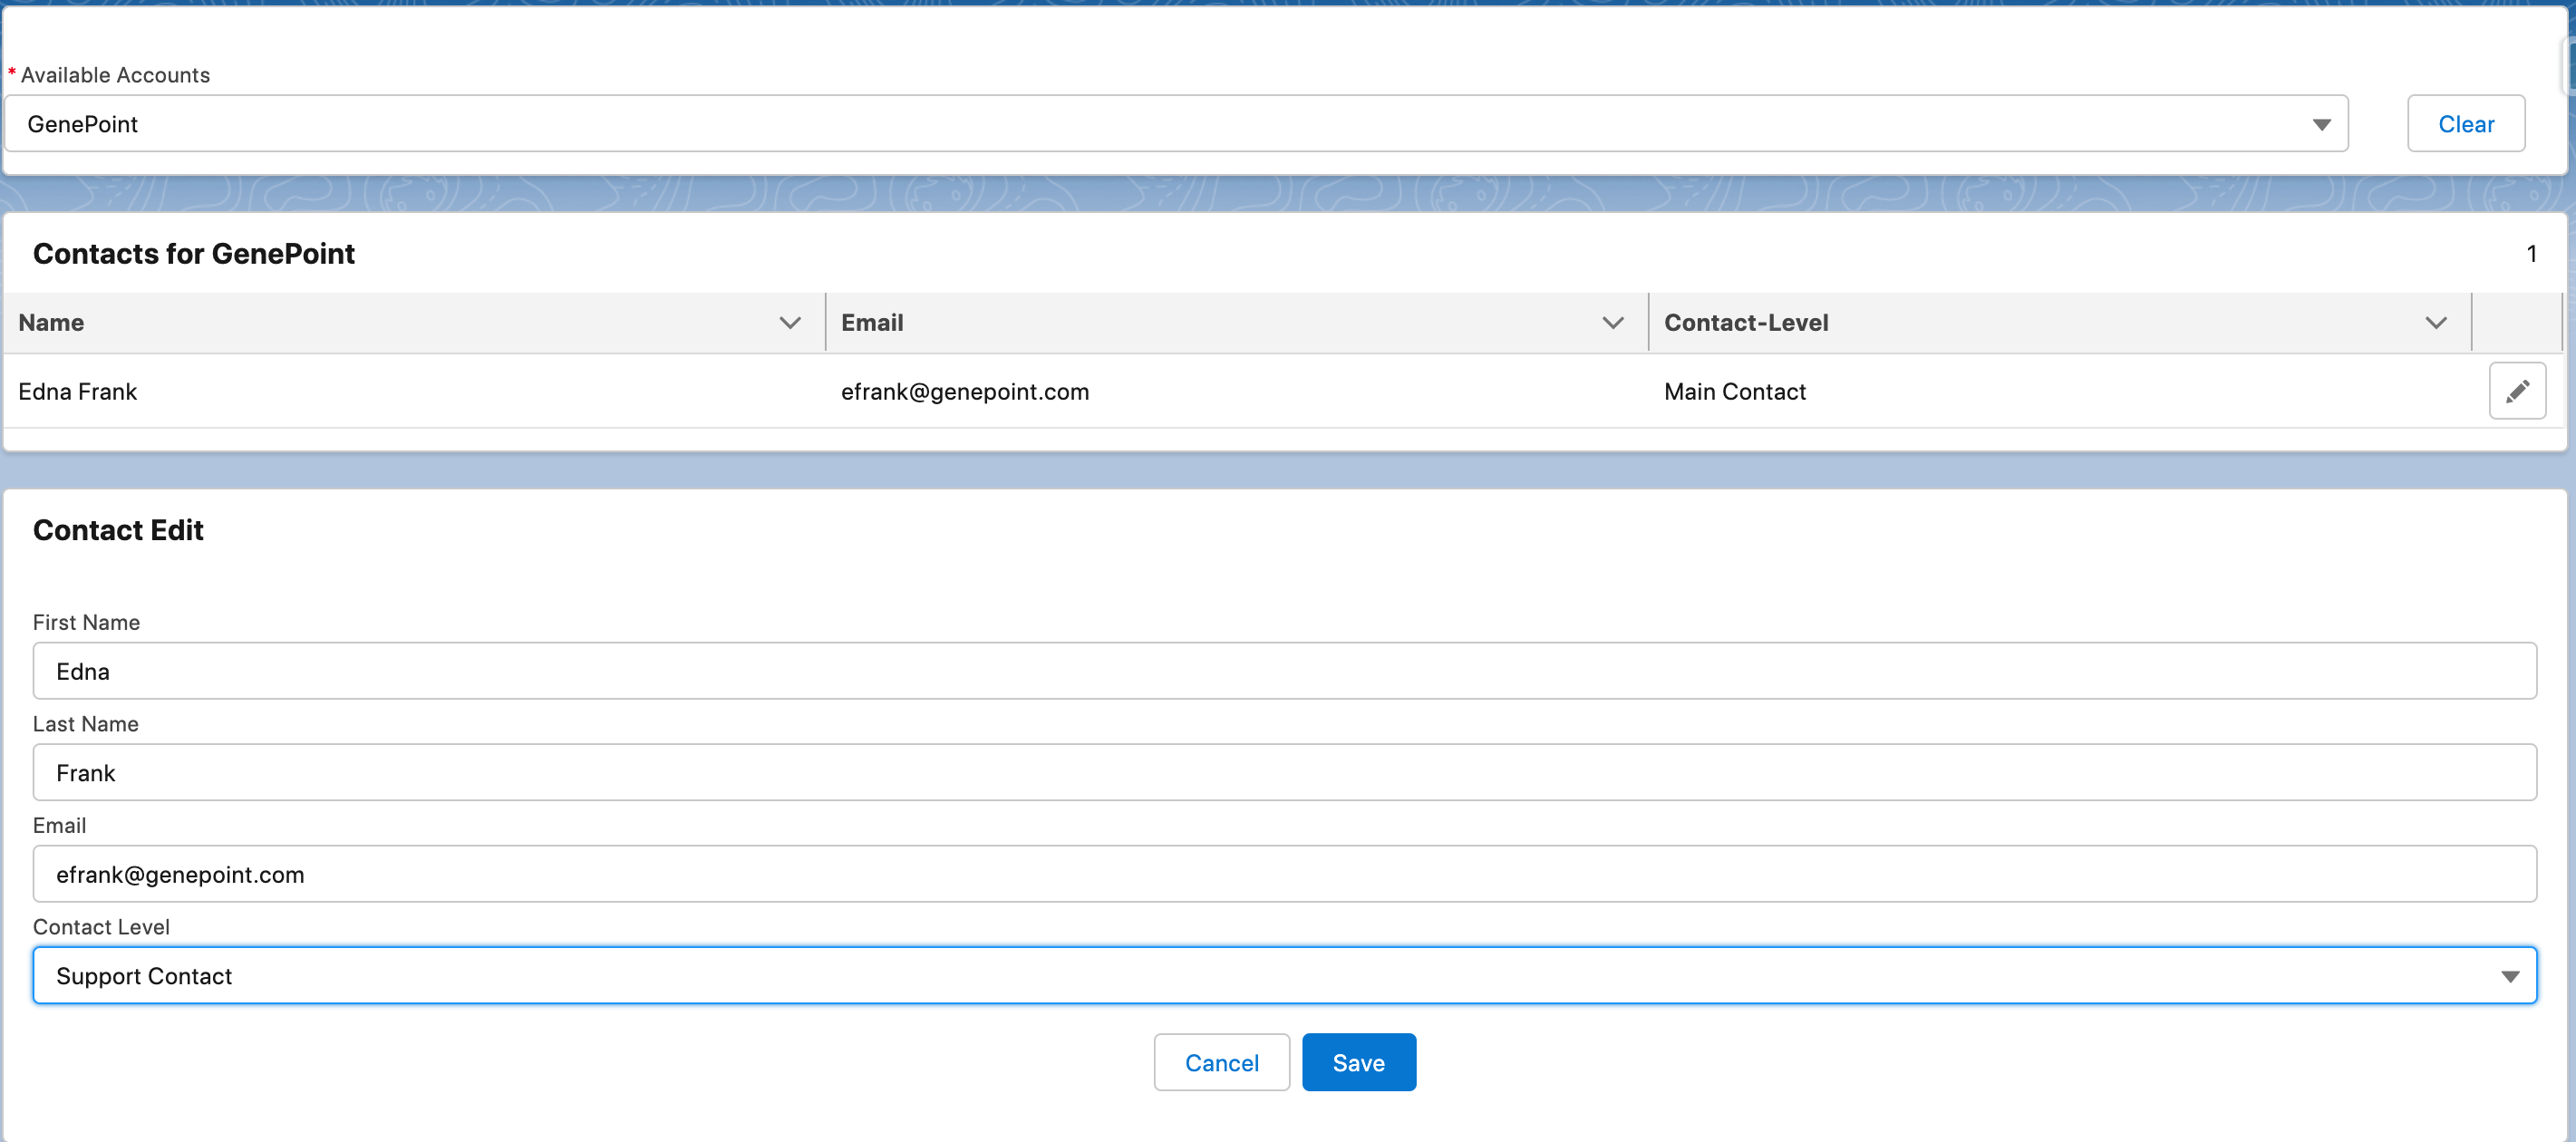 * Available Accounts
GenePoint
Clear
Contacts for GenePoint 1
Name Email Contact-Level
Edna Frank efrank@genepoint.com Main Contact
Contact Edit
First Name
Edna
Last Name
Frank
Email
efrank@genepoint.com
Contact Level
Support Contact
Cancel Save